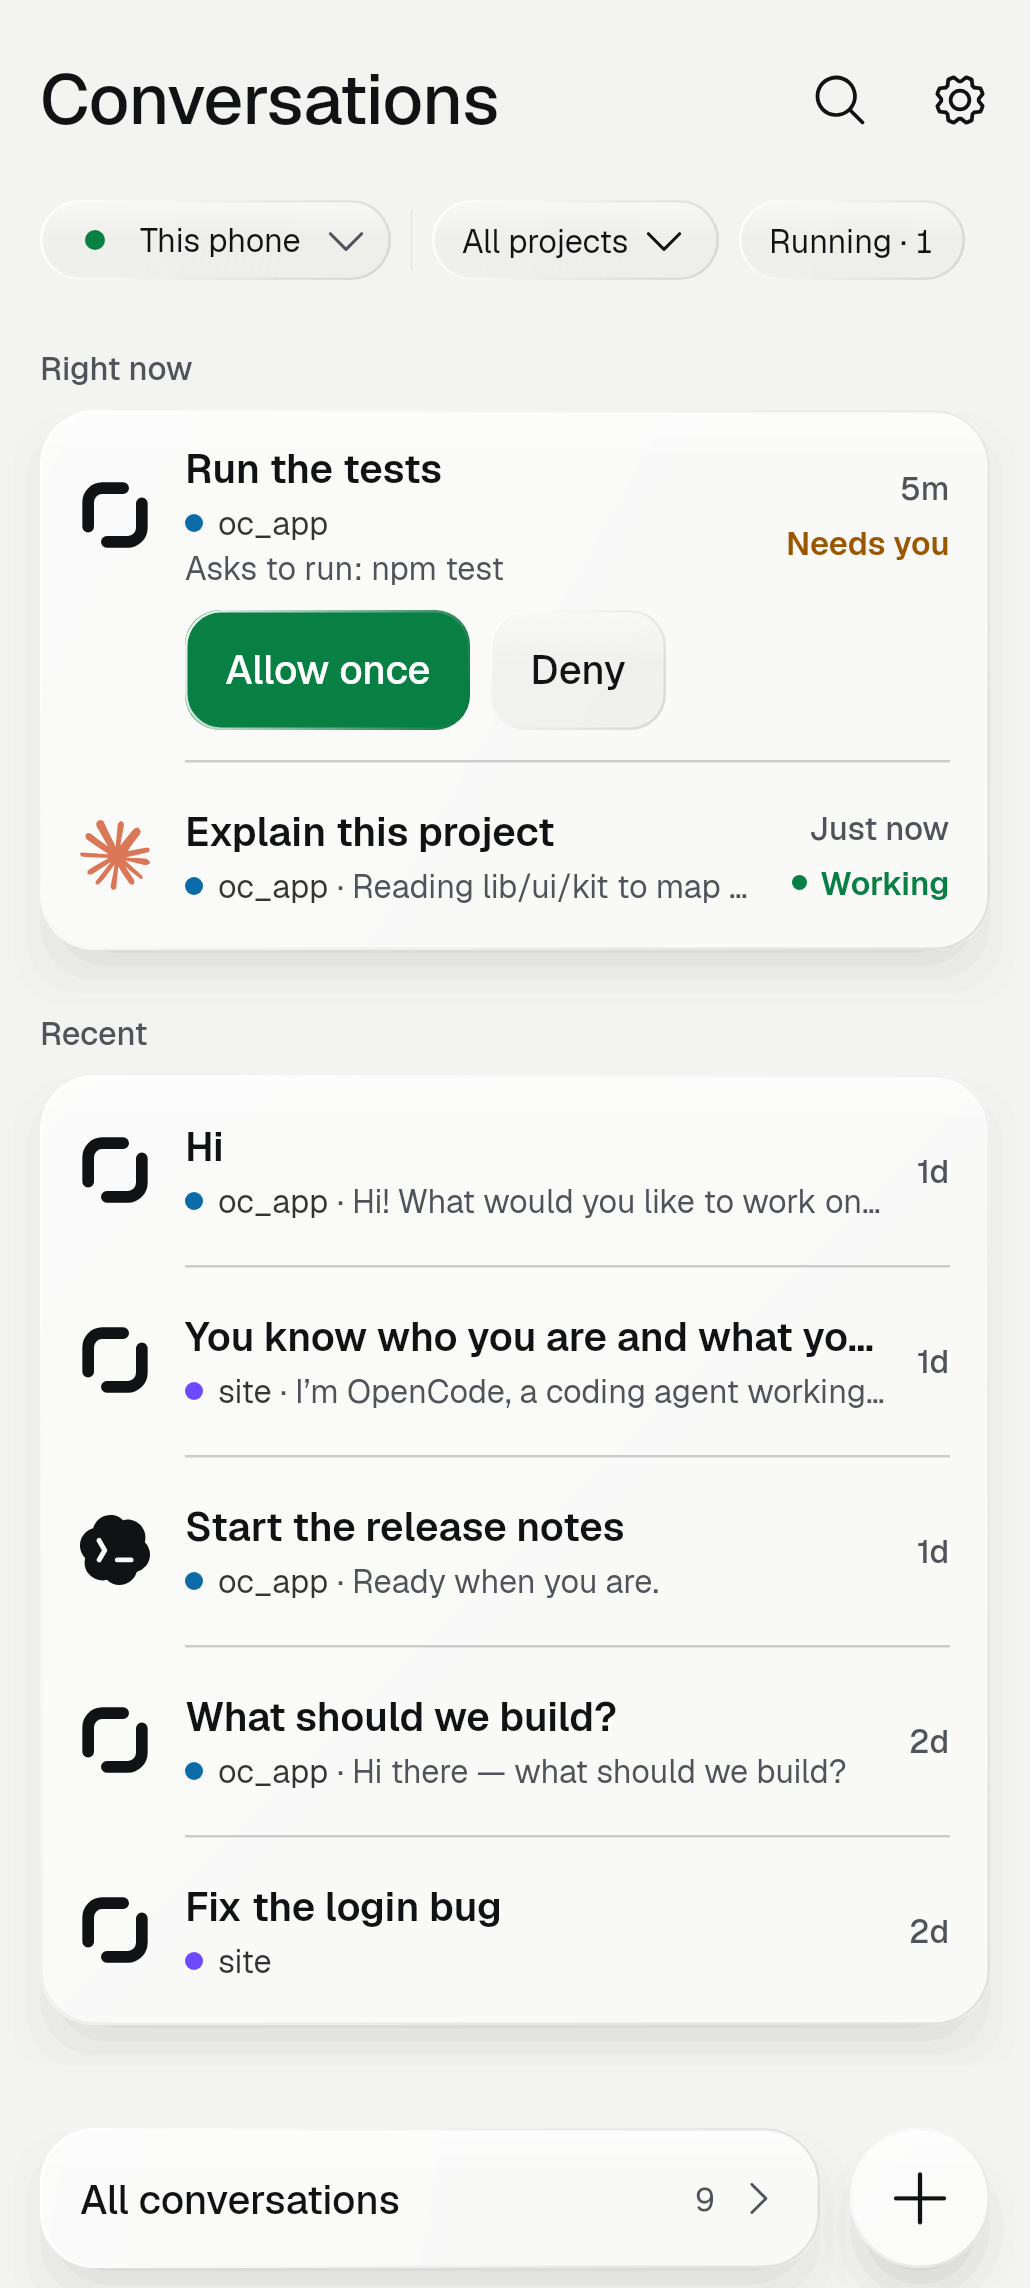 Conversations
This phone
All projects
Running · 1
Right now
Run the tests
5m
oc_app
Needs you
Asks to run: npm test
Allow once
Deny
Explain this project
Just now
oc_app · Reading lib/ui/kit to map ...
Working
Recent
Hi
1d
oc_app · Hi! What would you like to work on...
You know who you are and what yo...
1d
site · I’m OpenCode, a coding agent working...
Start the release notes
1d
oc_app · Ready when you are.
What should we build?
2d
oc_app · Hi there — what should we build?
Fix the login bug
2d
site
All conversations
9